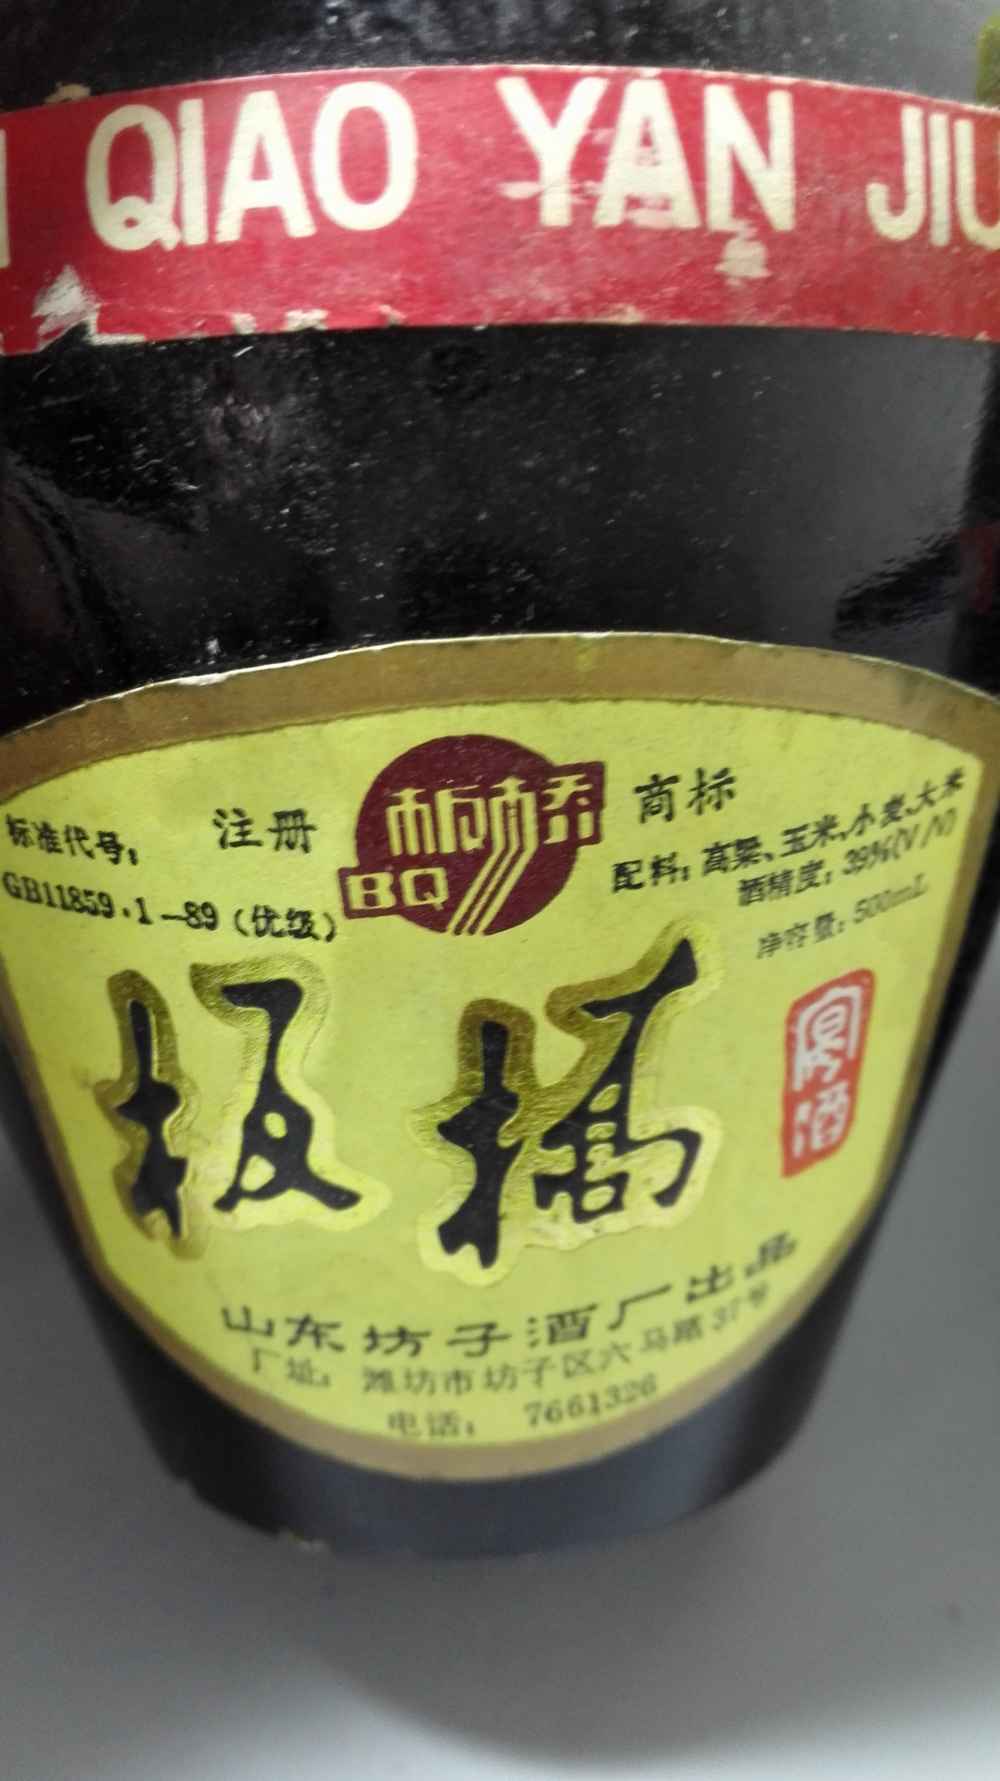 QIAO YAN JIU
注册
板桥
BQ
商标
标准代号：
GB11859·1—89（优级）
配料：高粱、玉米、小麦、大米
酒精度：39%(V/V)
净容量：500mL
板橋
宴酒
山东坊子酒厂出品
厂址：潍坊市坊子区六马路37号
电话：7661326